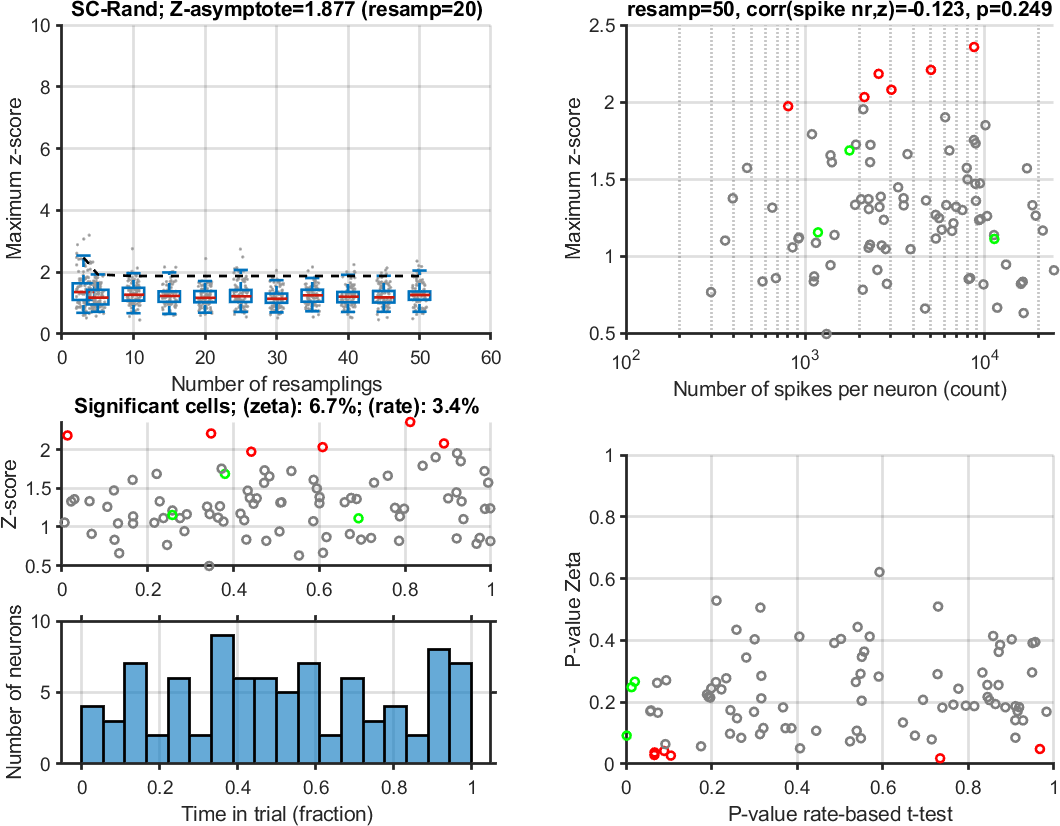 SC-Rand; Z-asymptote=1.877 (resamp=20)
10
8
6
4
2
0
Maximum z-score
0 10 20 30 40 50 60
Number of resamplings
resamp=50, corr(spike nr,z)=-0.123, p=0.249
2.5
2
1.5
1
0.5
Maximum z-score
10^2 10^3 10^4
Number of spikes per neuron (count)
Significant cells; (zeta): 6.7%; (rate): 3.4%
2
1.5
1
0.5
Z-score
0 0.2 0.4 0.6 0.8 1
10
5
0
Number of neurons
0 0.2 0.4 0.6 0.8 1
Time in trial (fraction)
1
0.8
0.6
0.4
0.2
0
P-value Zeta
0 0.2 0.4 0.6 0.8 1
P-value rate-based t-test